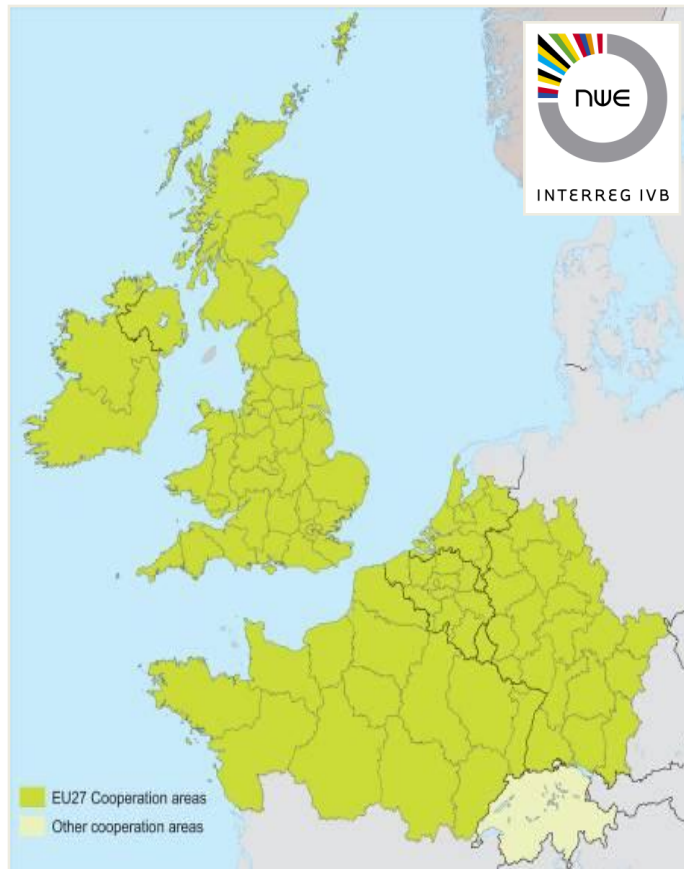 NWE
INTERREG IVB
EU27 Cooperation areas
Other cooperation areas